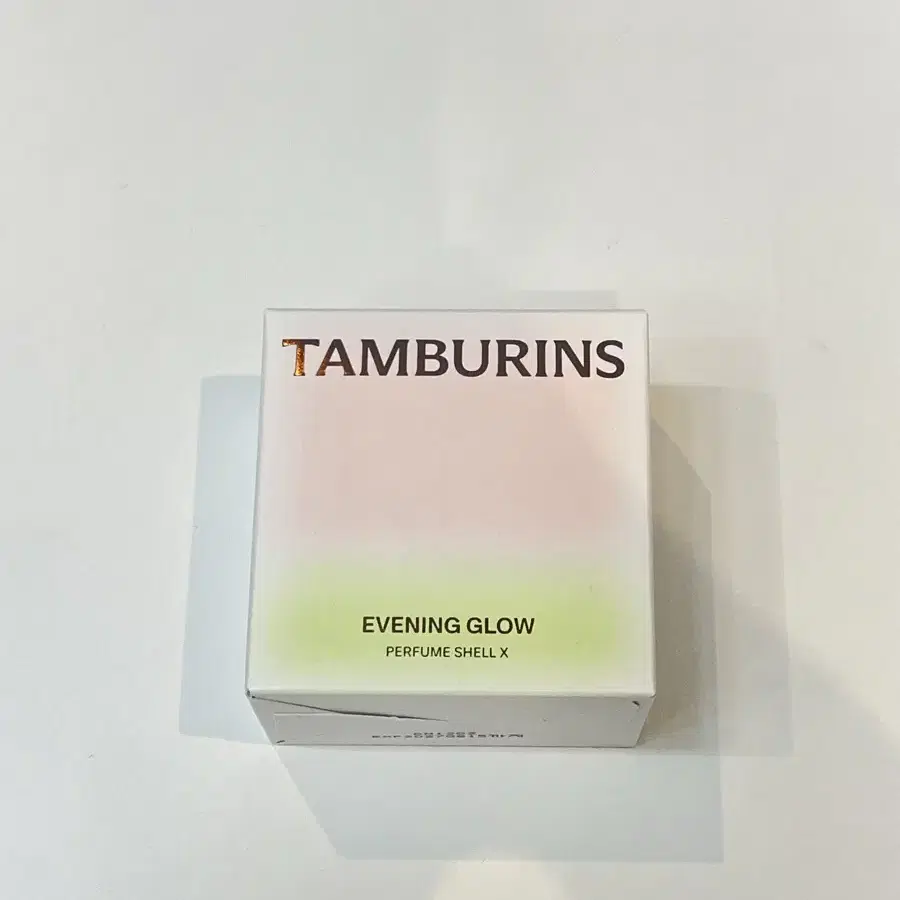 TAMBURINS
EVENING GLOW
PERFUME SHELL X